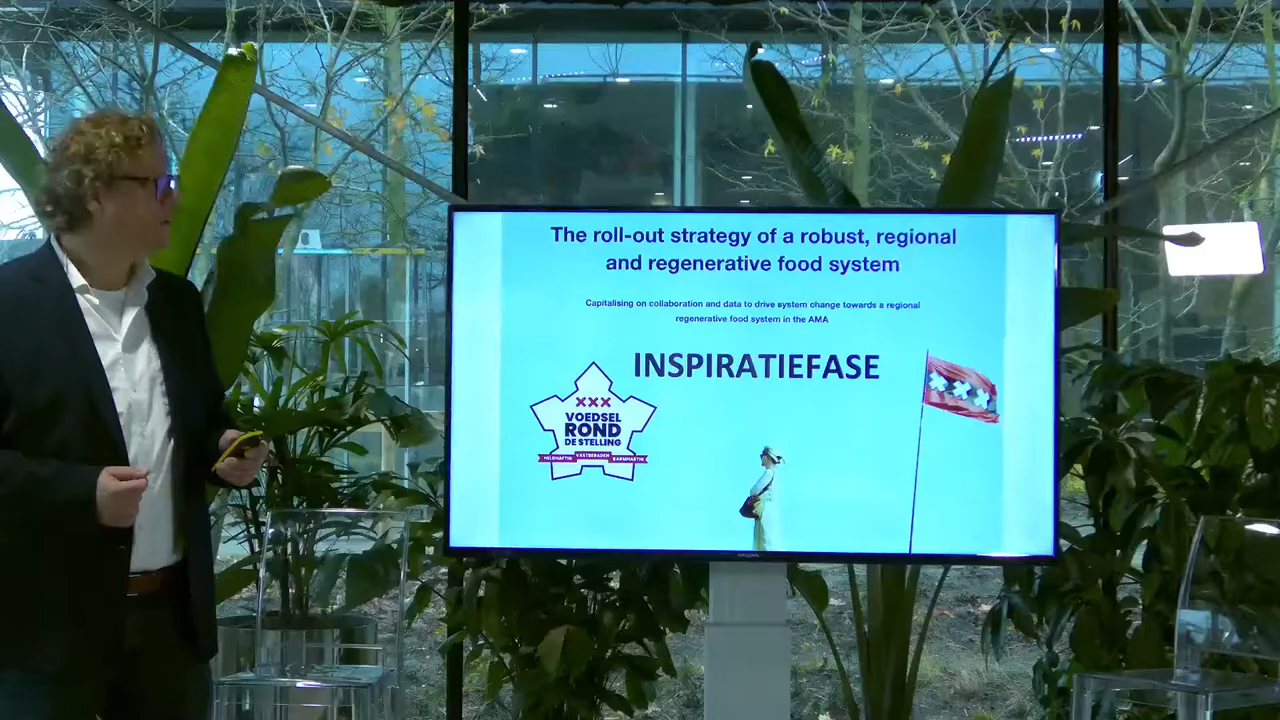 The roll-out strategy of a robust, regional
and regenerative food system
Capitalising on collaboration and data to drive system change towards a regional
regenerative food system in the AMA
INSPIRATIEFASE
XXX
VOEDSEL
ROND
DE STELLING
HELDHAFTIG VASTBERADEN BARMHARTIG